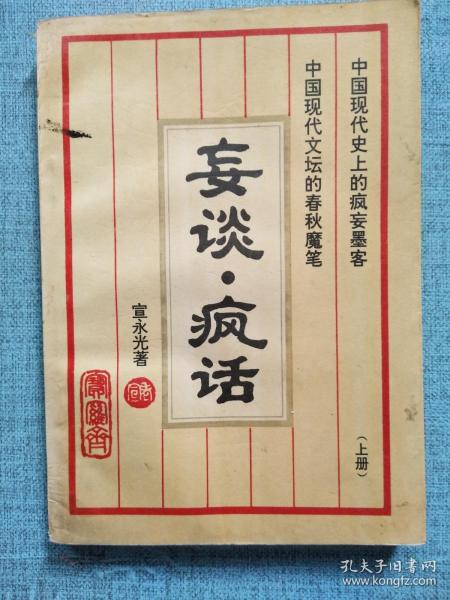 中国现代史上的疯妄墨客
中国现代文坛的春秋魔笔
妄谈·疯话
宣永光著
（上册）
孔夫子旧书网
www.kongfz.com